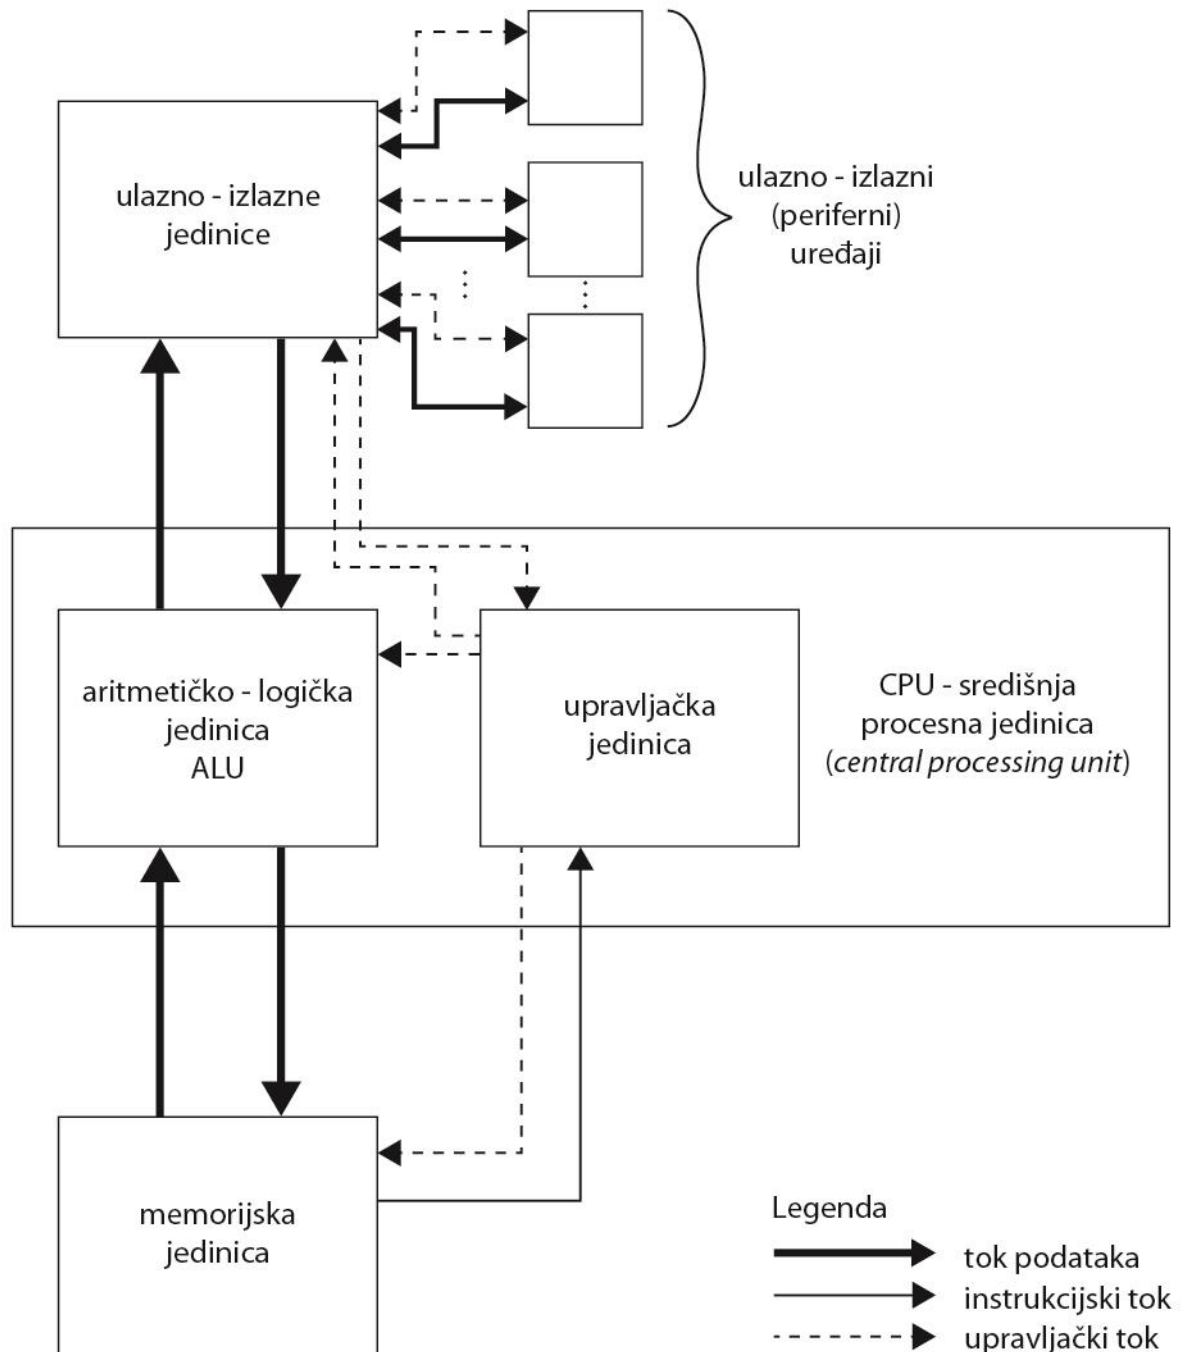 ulazno - izlazne
jedinice
ulazno - izlazni
(periferni)
uređaji
aritmetičko - logička
jedinica
ALU
upravljačka
jedinica
CPU - središnja
procesna jedinica
(central processing unit)
memorijska
jedinica
Legenda
tok podataka
instrukcijski tok
upravljački tok